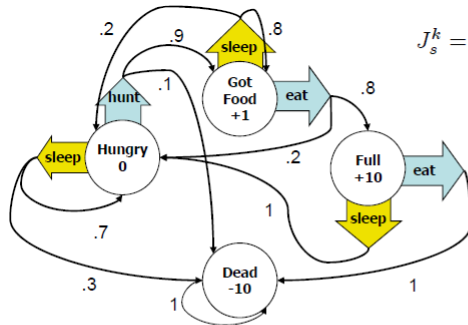 .2
.8
sleep
J_s^k =
.9
Got
Food
+1
.1
hunt
eat
.8
sleep
Hungry
0
.2
Full
+10
eat
.7
1
sleep
.3
Dead
-10
1
1